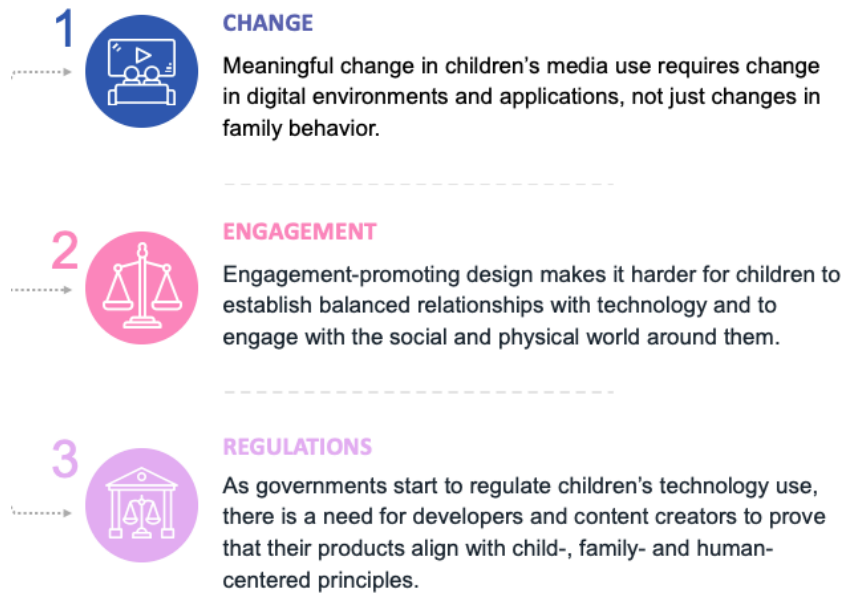 1
CHANGE
Meaningful change in children’s media use requires change
in digital environments and applications, not just changes in
family behavior.
2
ENGAGEMENT
Engagement-promoting design makes it harder for children to
establish balanced relationships with technology and to
engage with the social and physical world around them.
3
REGULATIONS
As governments start to regulate children’s technology use,
there is a need for developers and content creators to prove
that their products align with child-, family- and human-
centered principles.